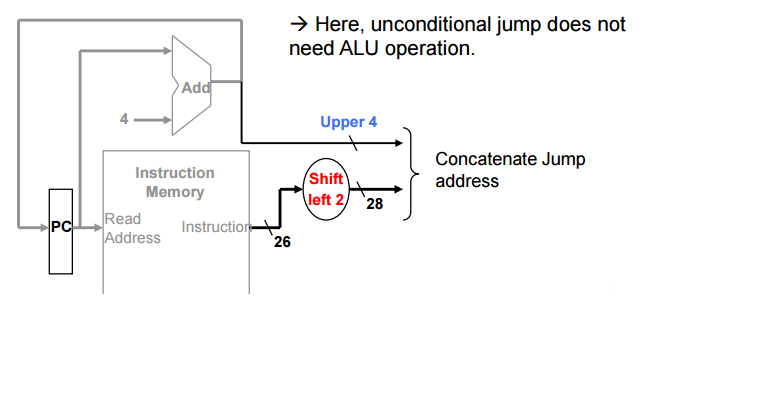 → Here, unconditional jump does not
need ALU operation.
Add
4
Upper 4
Concatenate Jump
address
Instruction
Memory
Shift
left 2
28
PC
Read
Address
Instruction
26